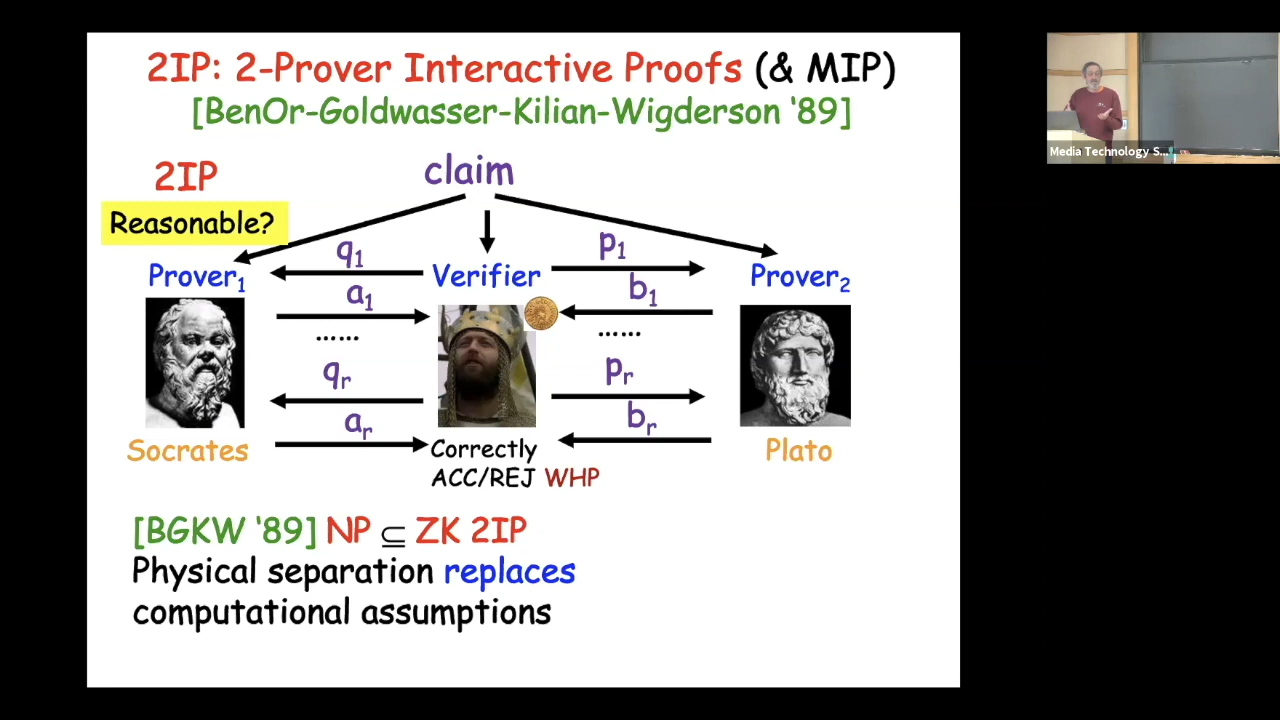 2IP: 2-Prover Interactive Proofs (& MIP)
[BenOr-Goldwasser-Kilian-Wigderson ‘89]
2IP
claim
Reasonable?
q1
p1
Prover1
Verifier
Prover2
a1
b1
......
......
qr
pr
ar
br
Socrates
Correctly
ACC/REJ WHP
Plato
[BGKW ‘89] NP ⊆ ZK 2IP
Physical separation replaces
computational assumptions
Media Technology S...